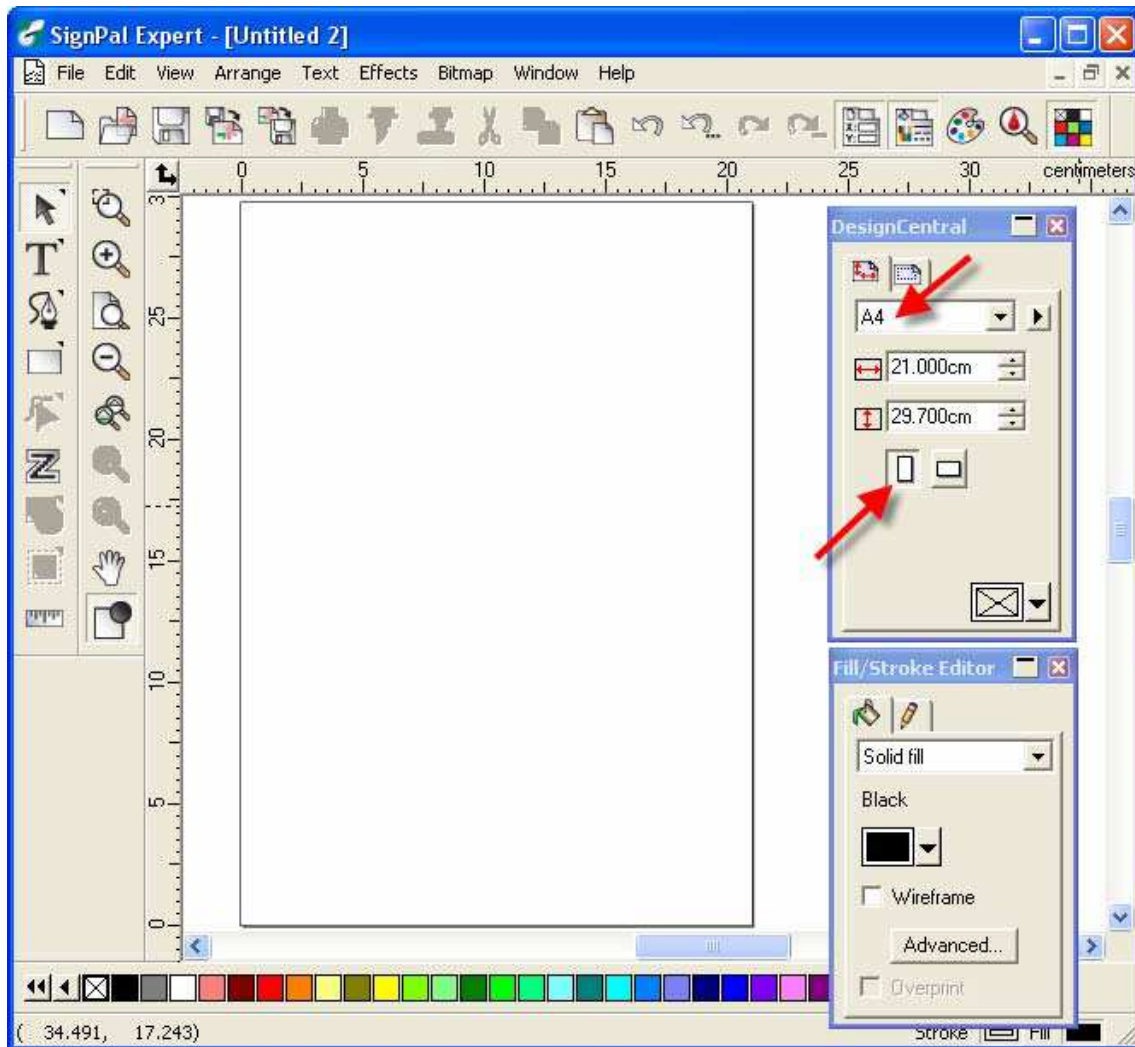 SignPal Expert - [Untitled 2]
File Edit View Arrange Text Effects Bitmap Window Help
0 5 10 15 20 25 30 centimeters
DesignCentral
A4
21.000cm
29.700cm
25
20
15
10
5
0
Fill/Stroke Editor
Solid fill
Black
Wireframe
Advanced...
Overprint
( 34.491, 17.243)
Stroke Fill